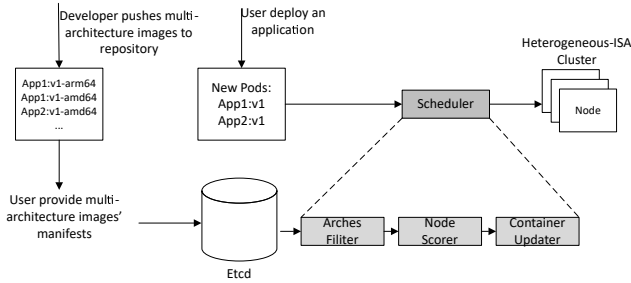 Developer pushes multi-
architecture images to
repository
User deploy an
application
Heterogeneous-ISA
Cluster
App1:v1-arm64
App1:v1-amd64
App2:v1-amd64
...
New Pods:
App1:v1
App2:v1
Scheduler
Node
User provide multi-
architecture images'
manifests
Etcd
Arches
Filiter
Node
Scorer
Container
Updater